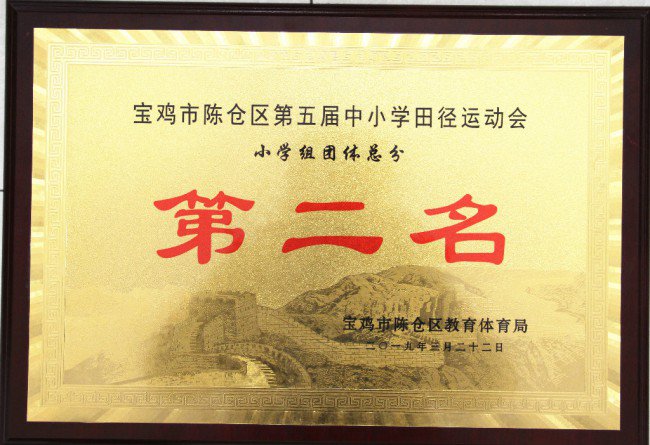 宝鸡市陈仓区第五届中小学田径运动会
小学组团体总分
第二名
宝鸡市陈仓区教育体育局
二〇一九年三月二十二日